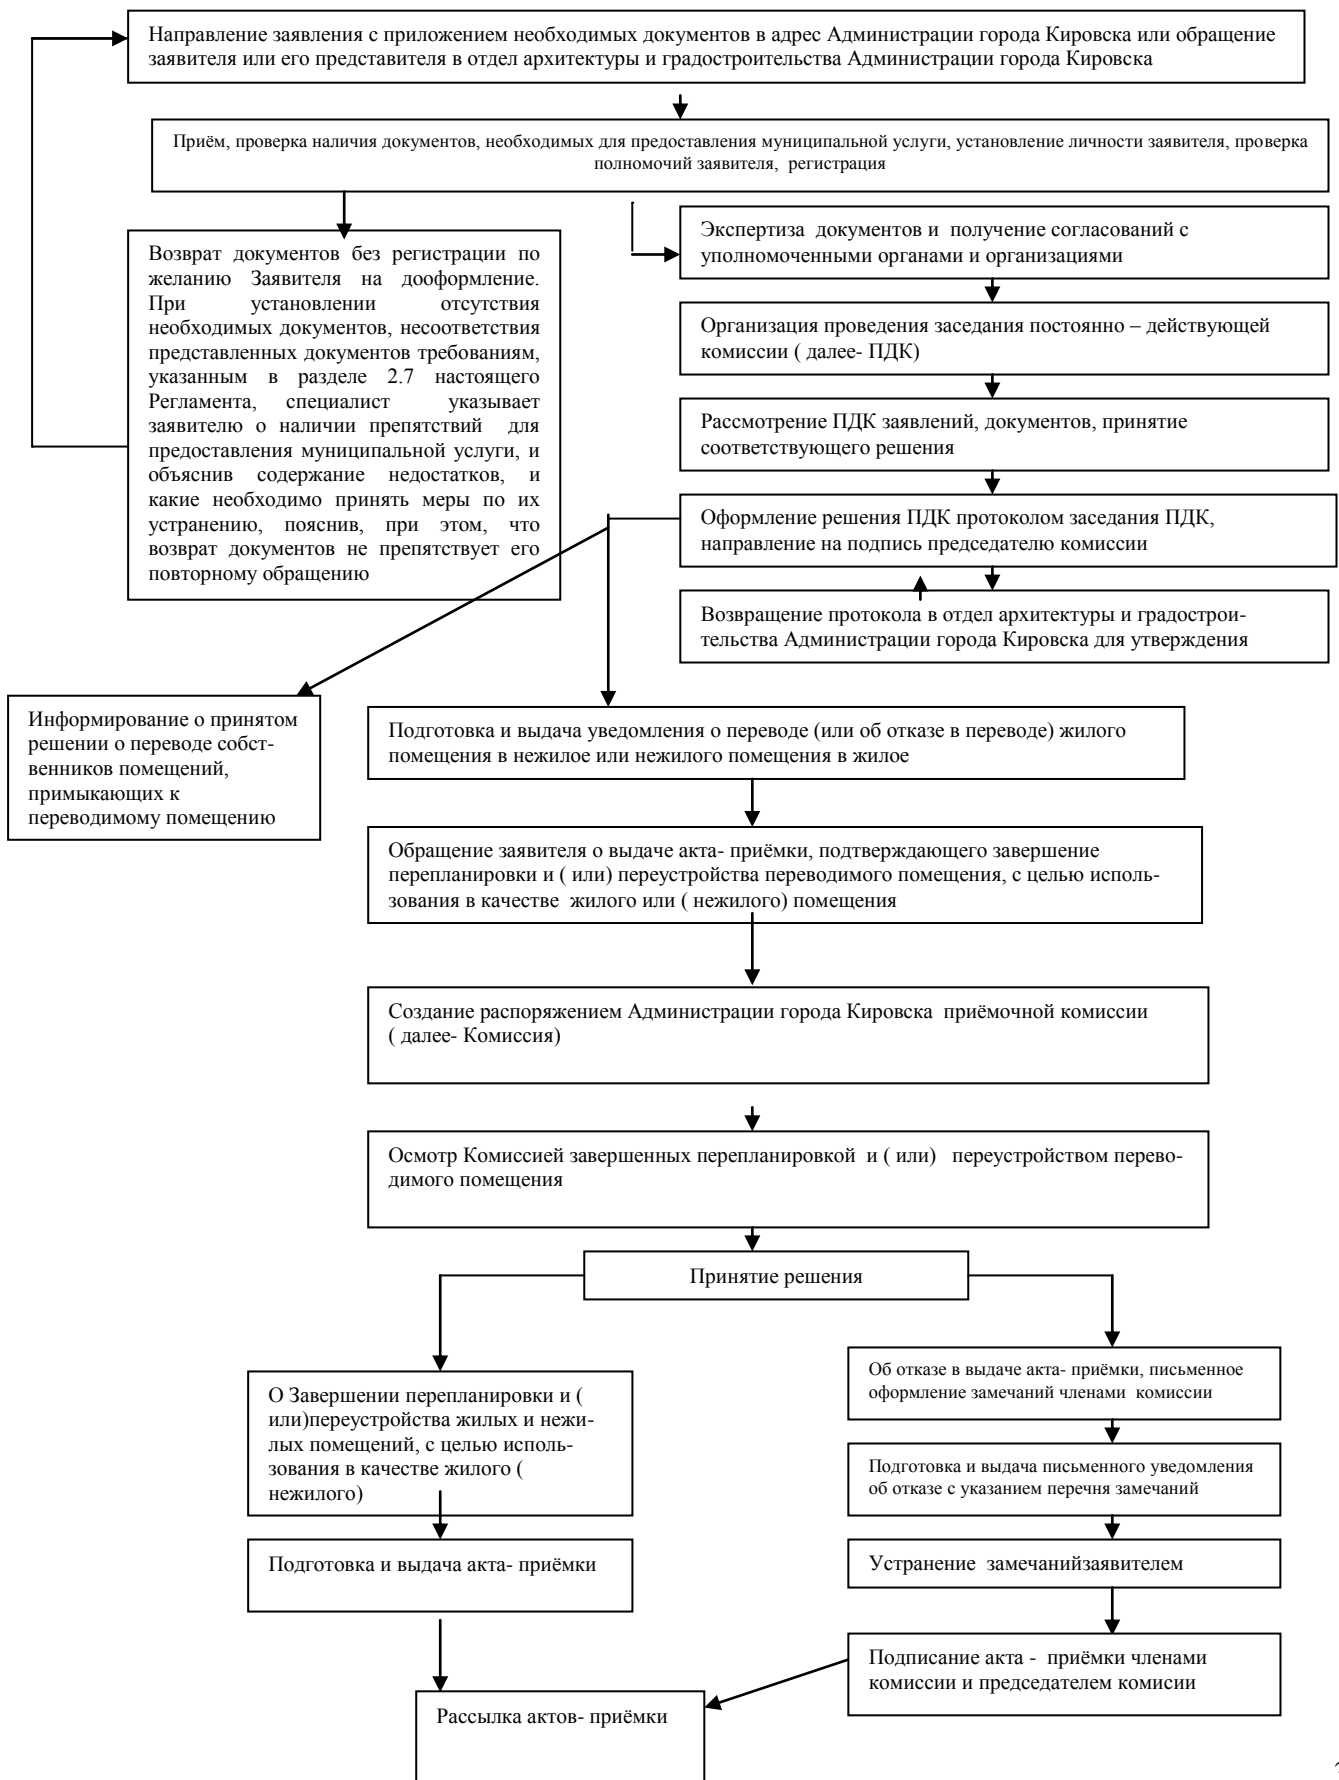 Направление заявления с приложением необходимых документов в адрес Администрации города Кировска или обращение
заявителя или его представителя в отдел архитектуры и градостроительства Администрации города Кировска
Приём, проверка наличия документов, необходимых для предоставления муниципальной услуги, установление личности заявителя, проверка
полномочий заявителя, регистрация
Возврат документов без регистрации по
желанию Заявителя на дооформление.
При установлении отсутствия
необходимых документов, несоответствия
представленных документов требованиям,
указанным в разделе 2.7 настоящего
Регламента, специалист указывает
заявителю о наличии препятствий для
предоставления муниципальной услуги, и
объяснив содержание недостатков, и
какие необходимо принять меры по их
устранению, пояснив, при этом, что
возврат документов не препятствует его
повторному обращению
Экспертиза документов и получение согласований с
уполномоченными органами и организациями
Организация проведения заседания постоянно – действующей
комиссии ( далее- ПДК)
Рассмотрение ПДК заявлений, документов, принятие
соответствующего решения
Оформление решения ПДК протоколом заседания ПДК,
направление на подпись председателю комиссии
Возвращение протокола в отдел архитектуры и градострои-
тельства Администрации города Кировска для утверждения
Информирование о принятом
решении о переводе собст-
венников помещений,
примыкающих к
переводимому помещению
Подготовка и выдача уведомления о переводе (или об отказе в переводе) жилого
помещения в нежилое или нежилого помещения в жилое
Обращение заявителя о выдаче акта- приёмки, подтверждающего завершение
перепланировки и ( или) переустройства переводимого помещения, с целью исполь-
зования в качестве жилого или ( нежилого) помещения
Создание распоряжением Администрации города Кировска приёмочной комиссии
( далее- Комиссия)
Осмотр Комиссией завершенных перепланировкой и ( или) переустройством перево-
димого помещения
Принятие решения
О Завершении перепланировки и (
или)переустройства жилых и нежи-
лых помещений, с целью исполь-
зования в качестве жилого (
нежилого)
Подготовка и выдача акта- приёмки
Об отказе в выдаче акта- приёмки, письменное
оформление замечаний членами комиссии
Подготовка и выдача письменного уведомления
об отказе с указанием перечня замечаний
Устранение замечанийзаявителем
Подписание акта - приёмки членами
комиссии и председателем комисии
Рассылка актов- приёмки